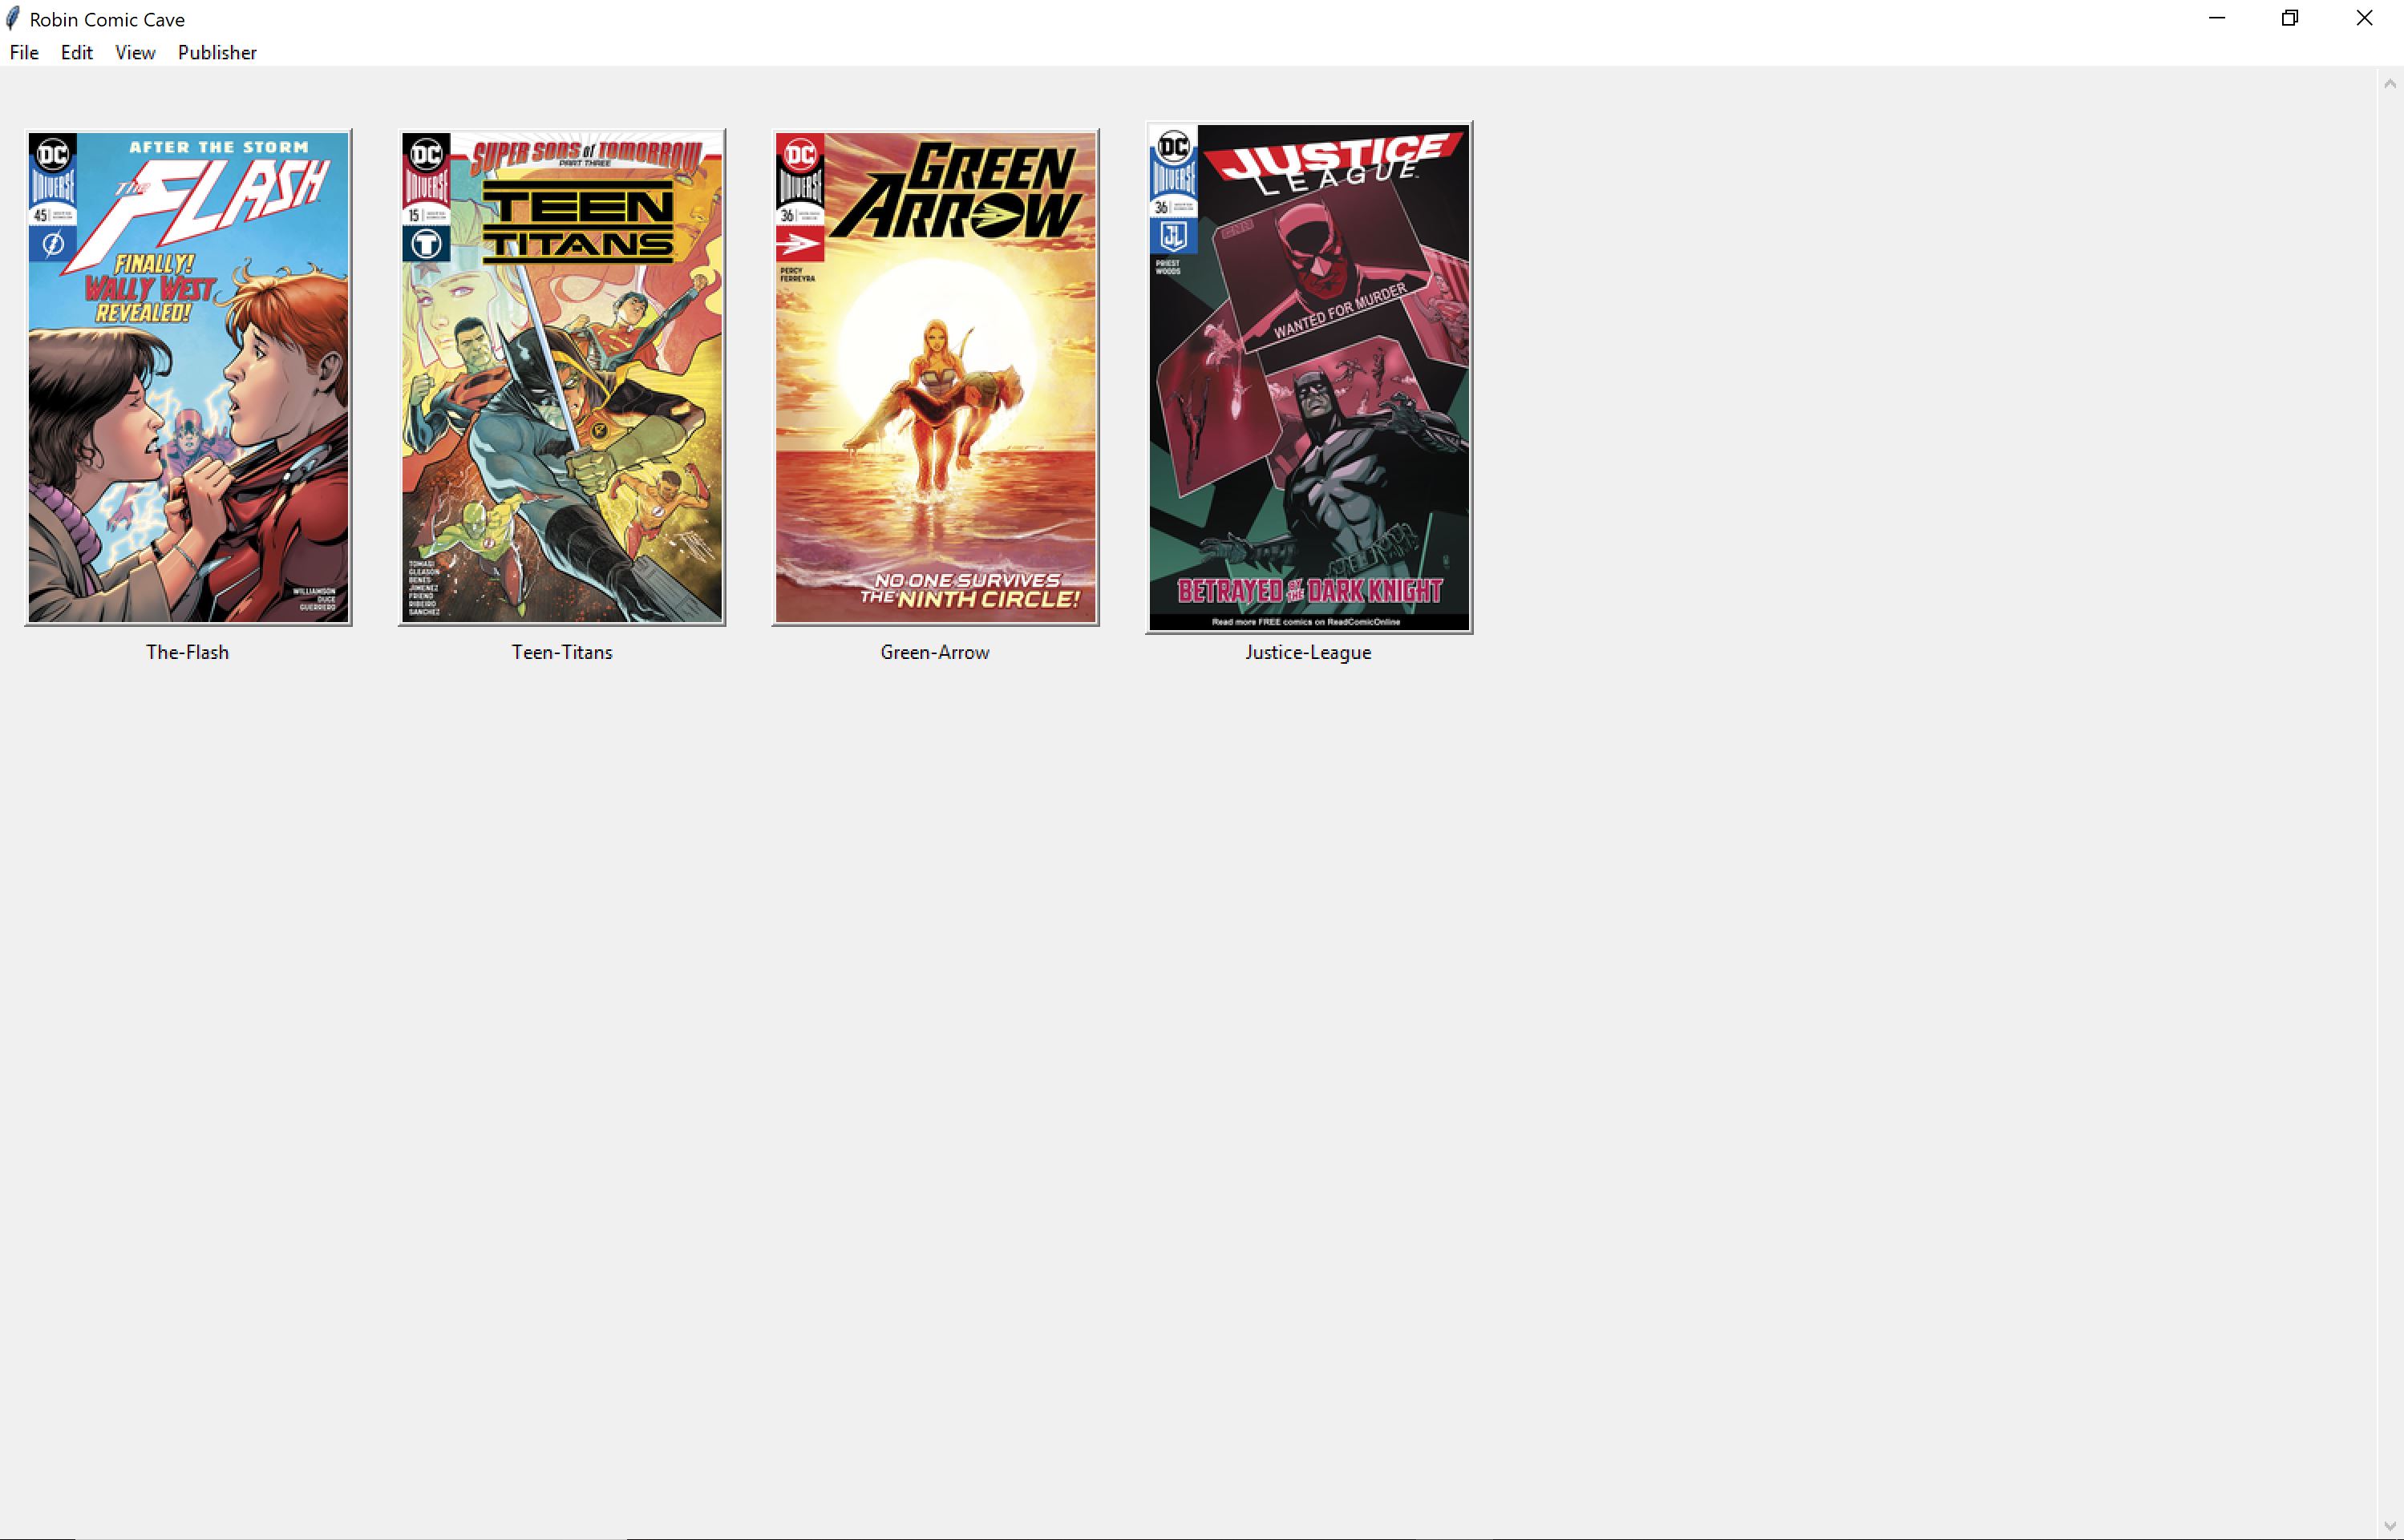 Robin Comic Cave
File Edit View Publisher
DC
UNIVERSE
45
AFTER THE STORM
THE FLASH
FINALLY!
WALLY WEST
REVEALED!
WILLIAMSON
DUCE
GUERRERO
The-Flash
DC
UNIVERSE
15
T
SUPER SONS of TOMORROW
PART THREE
TEEN
TITANS
TOMASI
GLEASON
BENES
JIMENEZ
FRIEND
RIBEIRO
SANCHEZ
Teen-Titans
DC
UNIVERSE
36
GREEN
ARROW
PERCY
FERREYRA
NO ONE SURVIVES
THE NINTH CIRCLE!
Green-Arrow
DC
UNIVERSE
36
JL
JUSTICE
LEAGUE
PRIEST
WOODS
WANTED FOR MURDER
BETRAYED BY THE DARK KNIGHT
Read more FREE comics on ReadComicOnline
Justice-League